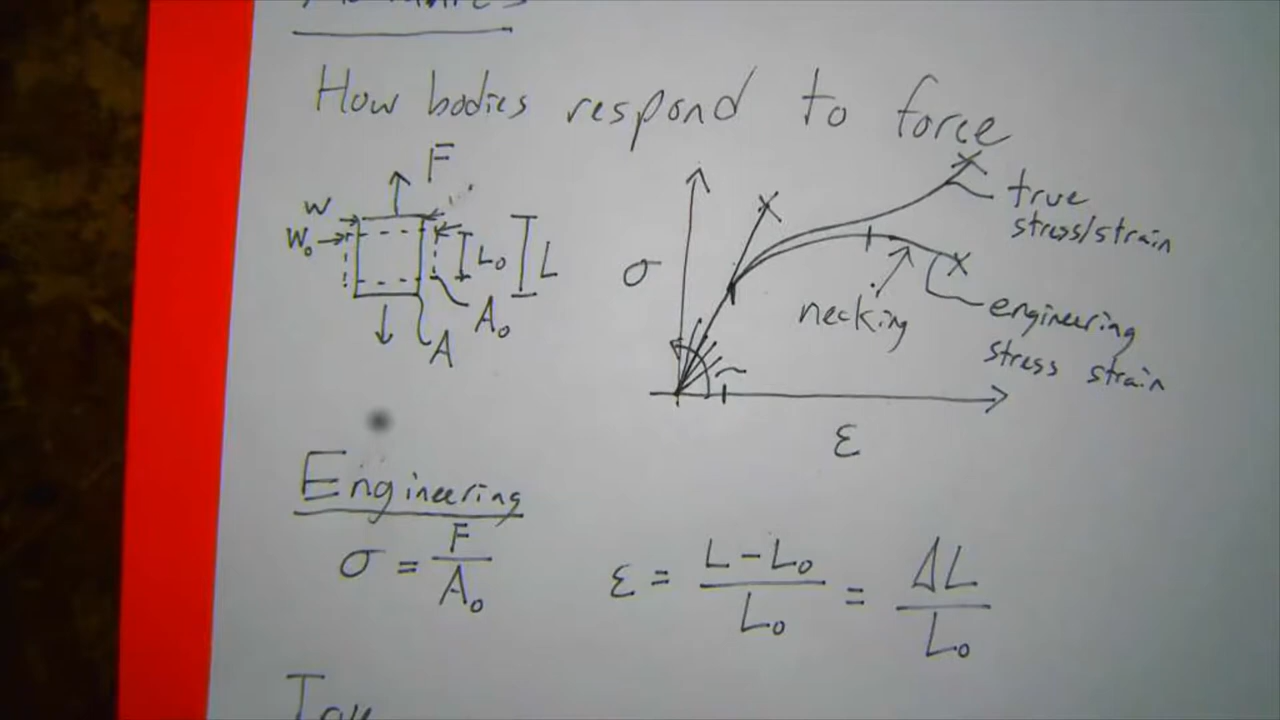 How bodies respond to force
F
W
W₀
L₀
L
A₀
A
σ
true
stress/strain
necking
engineering
stress strain
ε
Engineering
σ = F/A₀
ε = L-L₀/L₀ = ΔL/L₀